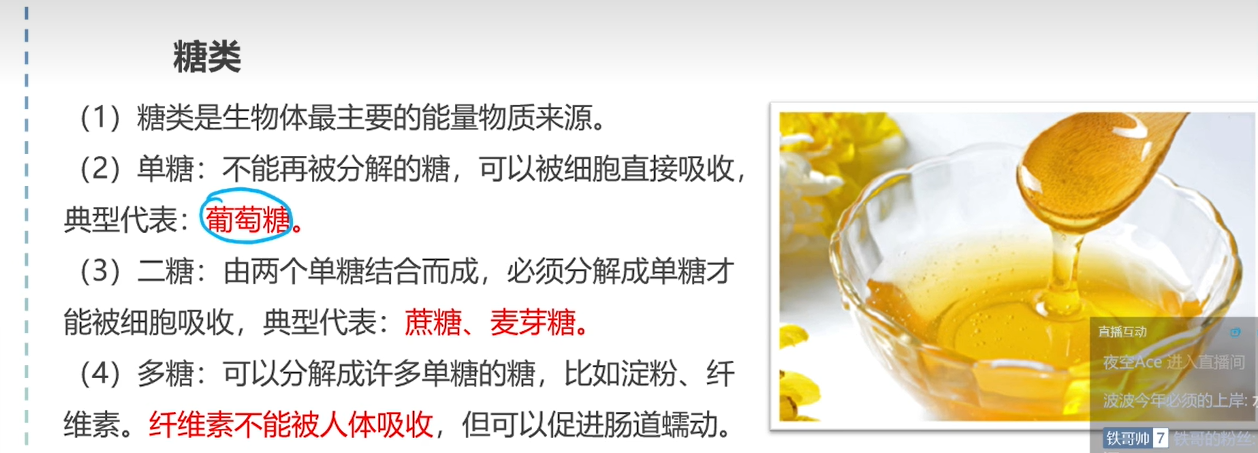 糖类
（1）糖类是生物体最主要的能量物质来源。
（2）单糖：不能再被分解的糖，可以被细胞直接吸收，
典型代表：葡萄糖。
（3）二糖：由两个单糖结合而成，必须分解成单糖才
能被细胞吸收，典型代表：蔗糖、麦芽糖。
（4）多糖：可以分解成许多单糖的糖，比如淀粉、纤
维素。纤维素不能被人体吸收，但可以促进肠道蠕动。
直播互动
夜空Ace 进入直播间
波波今年必须的上岸:
铁哥帅 7 铁哥的粉丝